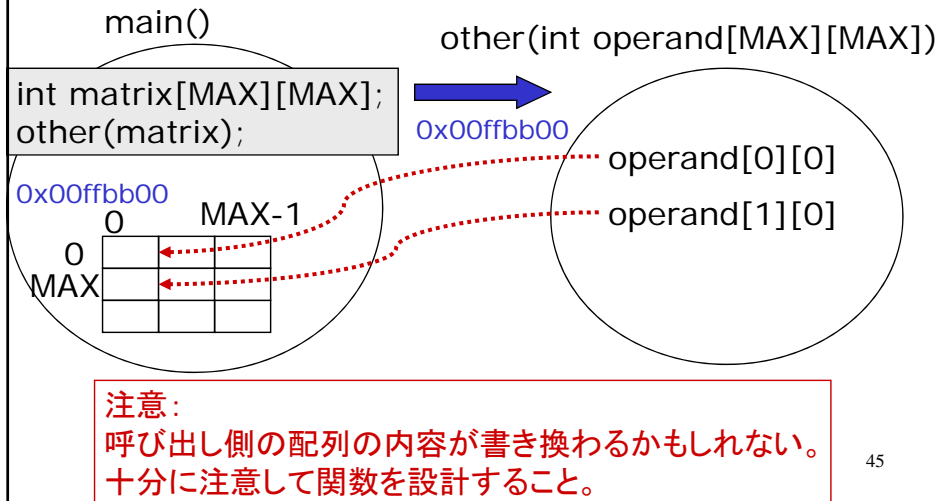 main()
other(int operand[MAX][MAX])
int matrix[MAX][MAX];
other(matrix);
0x00ffbb00
operand[0][0]
operand[1][0]
0x00ffbb00
0 MAX-1
0
MAX
注意:
呼び出し側の配列の内容が書き換わるかもしれない。
十分に注意して関数を設計すること。
45